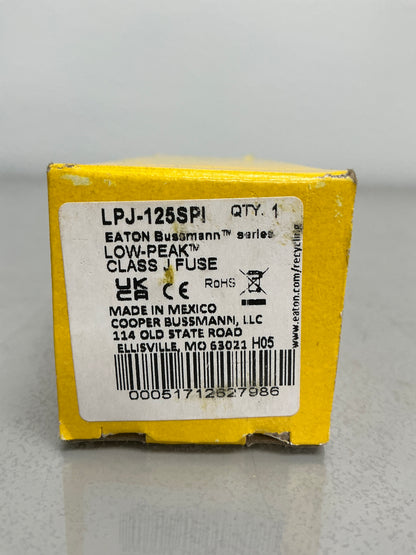 LPJ-125SPI QTY. 1
EATON Bussmann™ series
LOW-PEAK™
CLASS J FUSE
UK
CA CE RoHS
MADE IN MEXICO
COOPER BUSSMANN, LLC
114 OLD STATE ROAD
ELLISVILLE, MO 63021 H05
00051712527986
www.eaton.com/recycling